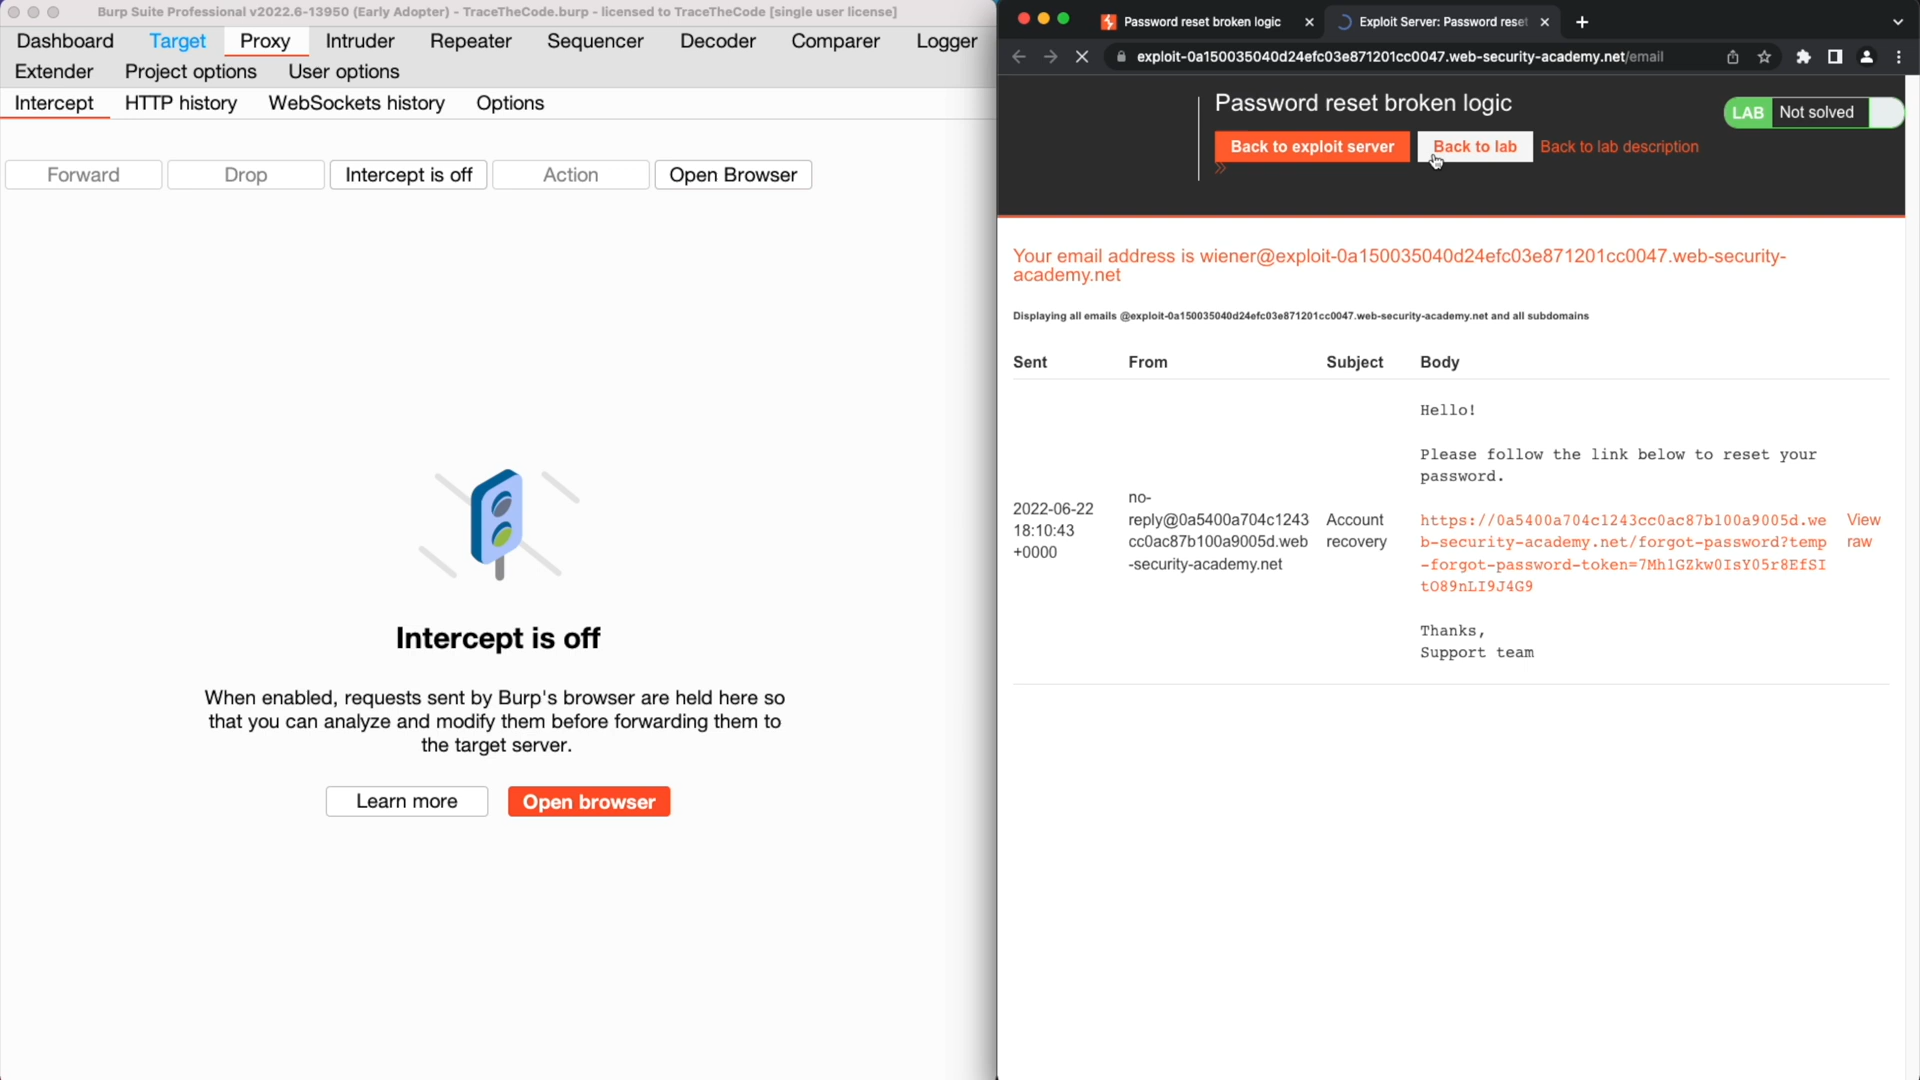 Burp Suite Professional v2022.6-13950 (Early Adopter) - TraceTheCode.burp - licensed to TraceTheCode [single user license]
Dashboard Target Proxy Intruder Repeater Sequencer Decoder Comparer Logger
Extender Project options User options
Intercept HTTP history WebSockets history Options
Forward Drop Intercept is off Action Open Browser
Intercept is off
When enabled, requests sent by Burp's browser are held here so
that you can analyze and modify them before forwarding them to
the target server.
Learn more Open browser
Password reset broken logic Exploit Server: Password reset
exploit-0a150035040d24efc03e871201cc0047.web-security-academy.net/email
Password reset broken logic
LAB Not solved
Back to exploit server Back to lab Back to lab description
Your email address is wiener@exploit-0a150035040d24efc03e871201cc0047.web-security-
academy.net
Displaying all emails @exploit-0a150035040d24efc03e871201cc0047.web-security-academy.net and all subdomains
Sent From Subject Body
2022-06-22
18:10:43
+0000
no-
reply@0a5400a704c1243
cc0ac87b100a9005d.web
-security-academy.net
Account
recovery
Hello!
Please follow the link below to reset your
password.
https://0a5400a704c1243cc0ac87b100a9005d.we
b-security-academy.net/forgot-password?temp
-forgot-password-token=7Mh1GZkw0IsY05r8EfSI
tO89nLI9J4G9
Thanks,
Support team
View
raw